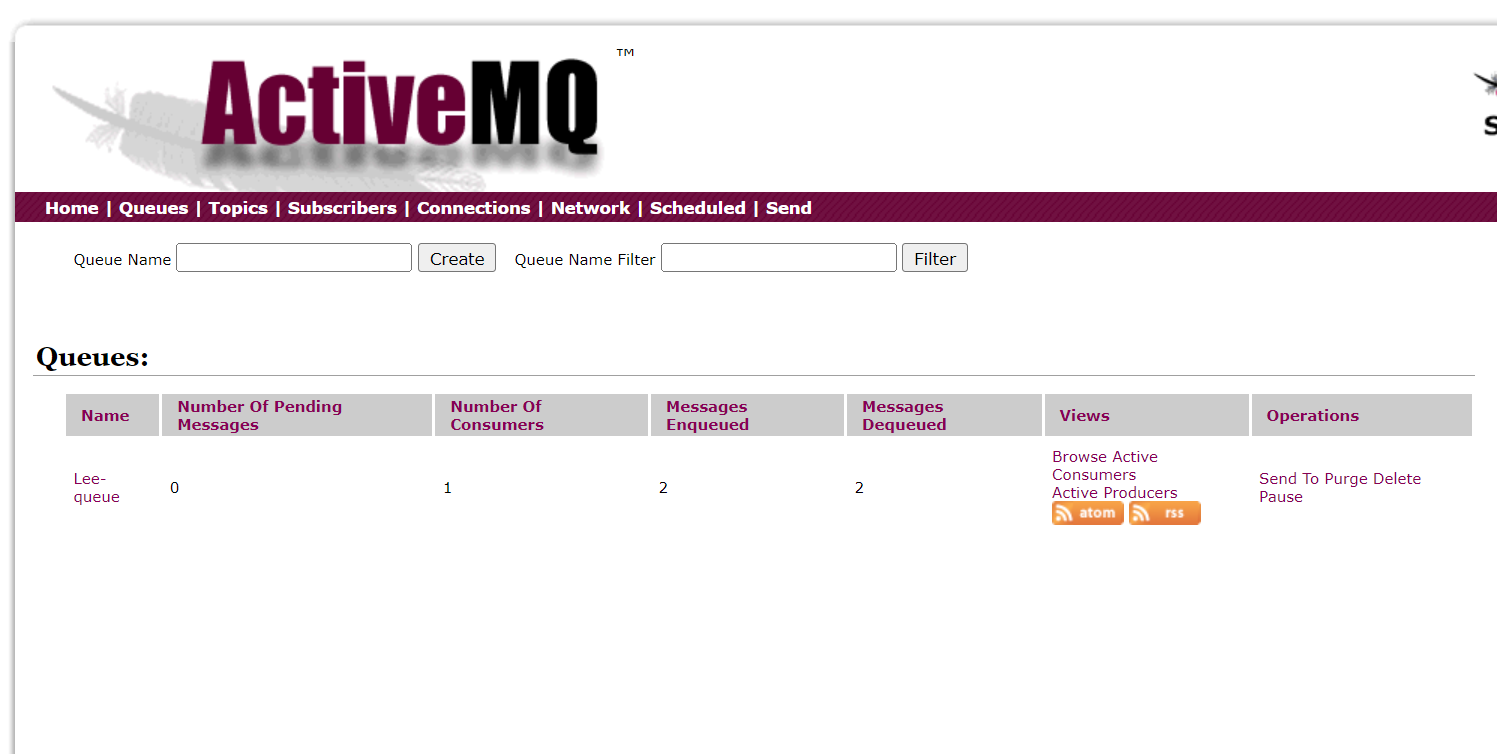 ActiveMQ ™
S
Home | Queues | Topics | Subscribers | Connections | Network | Scheduled | Send
Queue Name Create Queue Name Filter Filter
Queues:
Name
Number Of Pending
Messages
Number Of
Consumers
Messages
Enqueued
Messages
Dequeued
Views
Operations
Lee-
queue
0
1
2
2
Browse Active
Consumers
Active Producers
atom rss
Send To Purge Delete
Pause